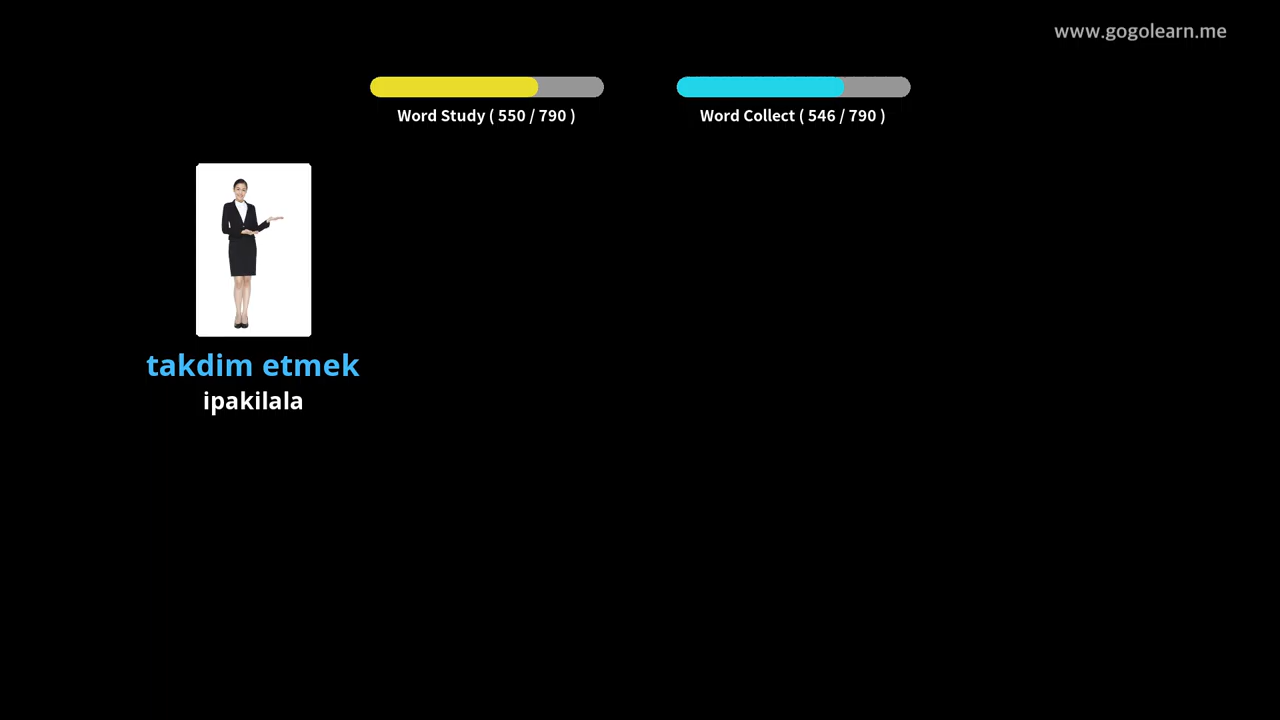 www.gogolearn.me
Word Study ( 550 / 790 )
Word Collect ( 546 / 790 )
takdim etmek
ipakilala